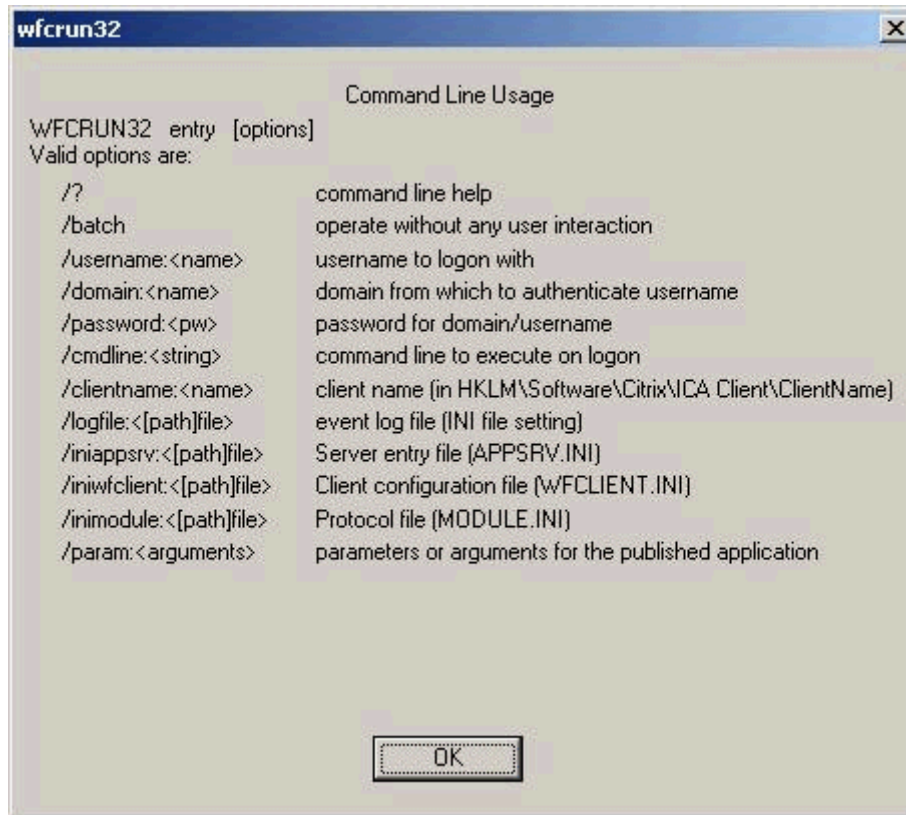 wfcrun32
Command Line Usage
WFCRUN32 entry [options]
Valid options are:
/? command line help
/batch operate without any user interaction
/username:<name> username to logon with
/domain:<name> domain from which to authenticate username
/password:<pw> password for domain/username
/cmdline:<string> command line to execute on logon
/clientname:<name> client name (in HKLM\Software\Citrix\ICA Client\ClientName)
/logfile:<[path]file> event log file (INI file setting)
/iniappsrv:<[path]file> Server entry file (APPSRV.INI)
/iniwfclient:<[path]file> Client configuration file (WFCLIENT.INI)
/inimodule:<[path]file> Protocol file (MODULE.INI)
/param:<arguments> parameters or arguments for the published application
OK